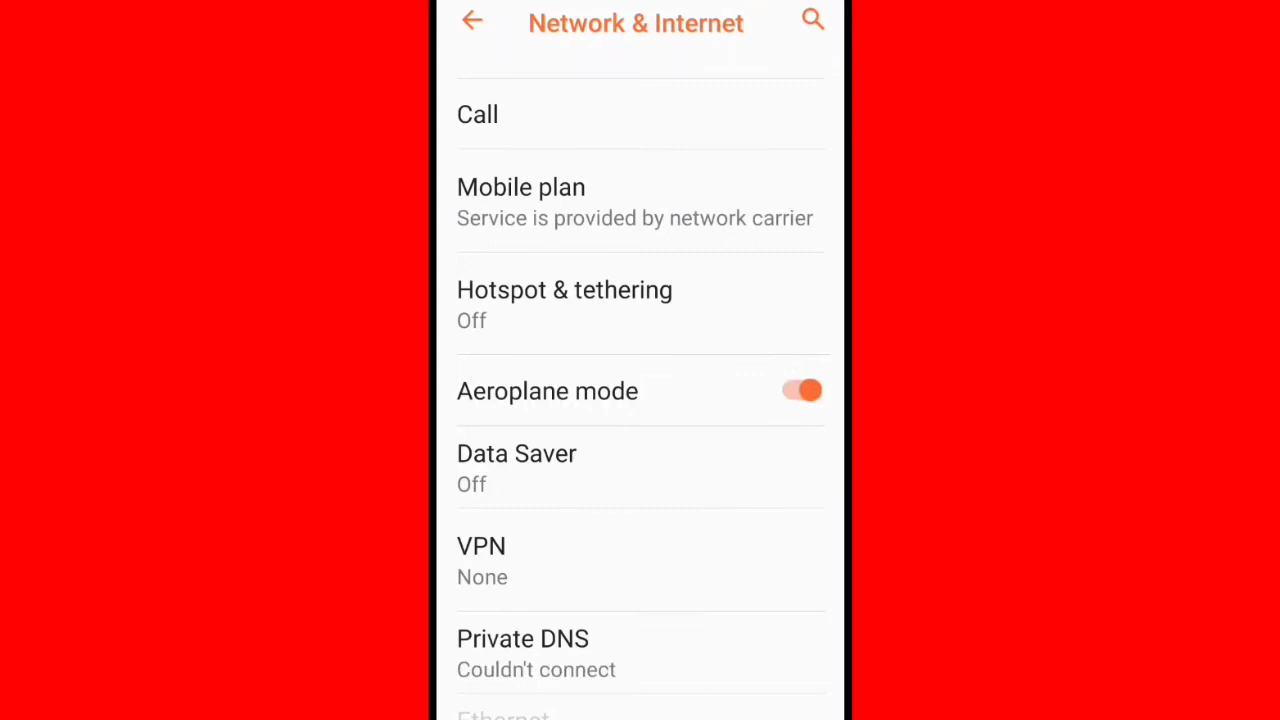 Network & Internet
Call
Mobile plan
Service is provided by network carrier
Hotspot & tethering
Off
Aeroplane mode
Data Saver
Off
VPN
None
Private DNS
Couldn't connect
Ethernet